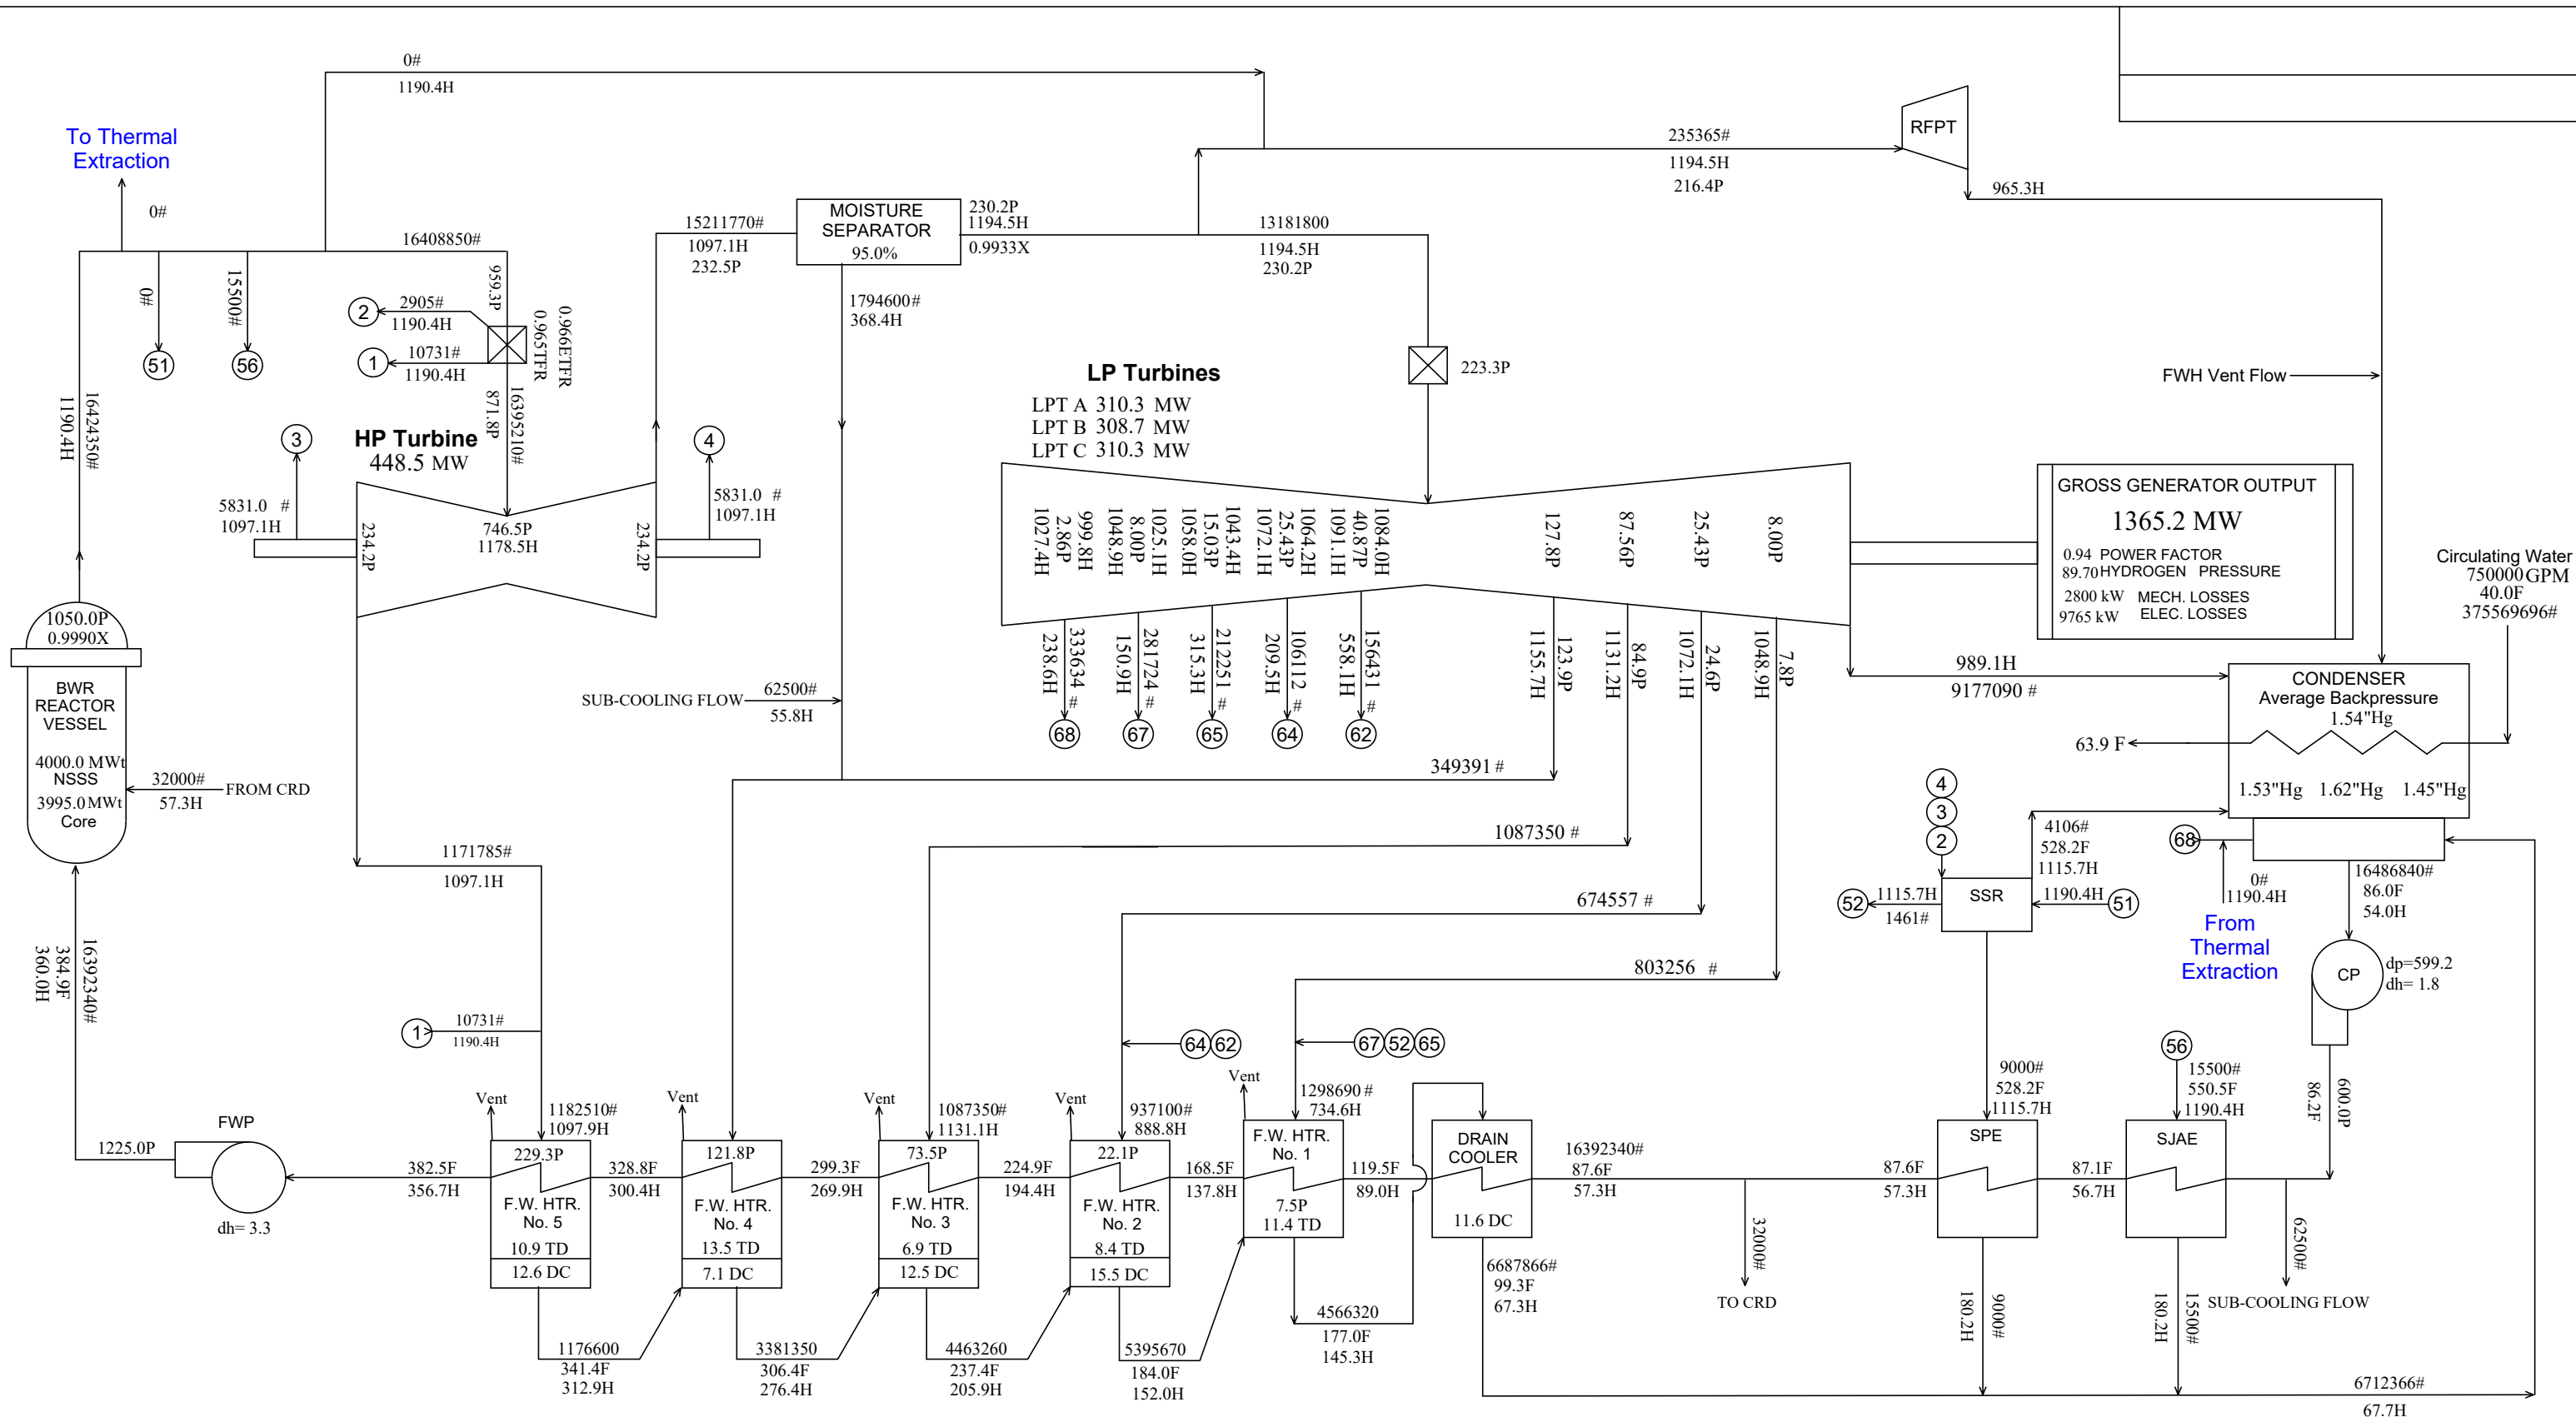 0#
1190.4H
To Thermal
Extraction
0#
16408850#
0#
15500#
51
56
959.3P
2
2905#
1190.4H
1
10731#
1190.4H
0.966ETFR
0.965TFR
871.8P
16395210#
16424350#
1190.4H
HP Turbine
448.5 MW
3
5831.0 #
1097.1H
4
5831.0 #
1097.1H
234.2P
746.5P
1178.5H
234.2P
15211770#
1097.1H
232.5P
MOISTURE
SEPARATOR
95.0%
230.2P
1194.5H
0.9933X
1794600#
368.4H
13181800
1194.5H
230.2P
235365#
1194.5H
216.4P
RFPT
965.3H
223.3P
LP Turbines
LPT A 310.3 MW
LPT B 308.7 MW
LPT C 310.3 MW
1027.4H
2.86P
999.8H
1048.9H
8.00P
1025.1H
1058.0H
15.03P
1043.4H
1072.1H
25.43P
1064.2H
1091.1H
40.87P
1084.0H
127.8P
87.56P
25.43P
8.00P
238.6H
333634 #
68
150.9H
281724 #
67
315.3H
212251 #
65
209.5H
106112 #
64
558.1H
156431 #
62
1155.7H
123.9P
1131.2H
84.9P
1072.1H
24.6P
1048.9H
7.8P
FWH Vent Flow
GROSS GENERATOR OUTPUT
1365.2 MW
0.94 POWER FACTOR
89.70 HYDROGEN PRESSURE
2800 kW MECH. LOSSES
9765 kW ELEC. LOSSES
Circulating Water
750000 GPM
40.0F
375569696#
989.1H
9177090 #
CONDENSER
Average Backpressure
1.54"Hg
63.9 F
1.53"Hg 1.62"Hg 1.45"Hg
1050.0P
0.9990X
BWR
REACTOR
VESSEL
4000.0 MWt
NSSS
3995.0 MWt
Core
32000#
57.3H
FROM CRD
SUB-COOLING FLOW
62500#
55.8H
349391 #
1087350 #
674557 #
803256 #
1171785#
1097.1H
4
3
2
4106#
528.2F
1115.7H
52
1115.7H
1461#
SSR
1190.4H
51
68
0#
1190.4H
From
Thermal
Extraction
16486840#
86.0F
54.0H
CP
dp=599.2
dh= 1.8
16392340#
384.9F
360.0H
1
10731#
1190.4H
64 62
67 52 65
9000#
528.2F
1115.7H
56
15500#
550.5F
1190.4H
600.0P
86.2F
FWP
1225.0P
dh= 3.3
382.5F
356.7H
Vent
1182510#
1097.9H
229.3P
F.W. HTR.
No. 5
10.9 TD
12.6 DC
328.8F
300.4H
Vent
121.8P
F.W. HTR.
No. 4
13.5 TD
7.1 DC
299.3F
269.9H
Vent
1087350#
1131.1H
73.5P
F.W. HTR.
No. 3
6.9 TD
12.5 DC
224.9F
194.4H
Vent
937100#
888.8H
22.1P
F.W. HTR.
No. 2
8.4 TD
15.5 DC
168.5F
137.8H
Vent
1298690 #
734.6H
F.W. HTR.
No. 1
7.5P
11.4 TD
119.5F
89.0H
DRAIN
COOLER
11.6 DC
16392340#
87.6F
57.3H
87.6F
57.3H
SPE
87.1F
56.7H
SJAE
1176600
341.4F
312.9H
3381350
306.4F
276.4H
4463260
237.4F
205.9H
5395670
184.0F
152.0H
4566320
177.0F
145.3H
6687866#
99.3F
67.3H
32000#
TO CRD
180.2H
9000#
180.2H
15500#
62500#
SUB-COOLING FLOW
6712366#
67.7H